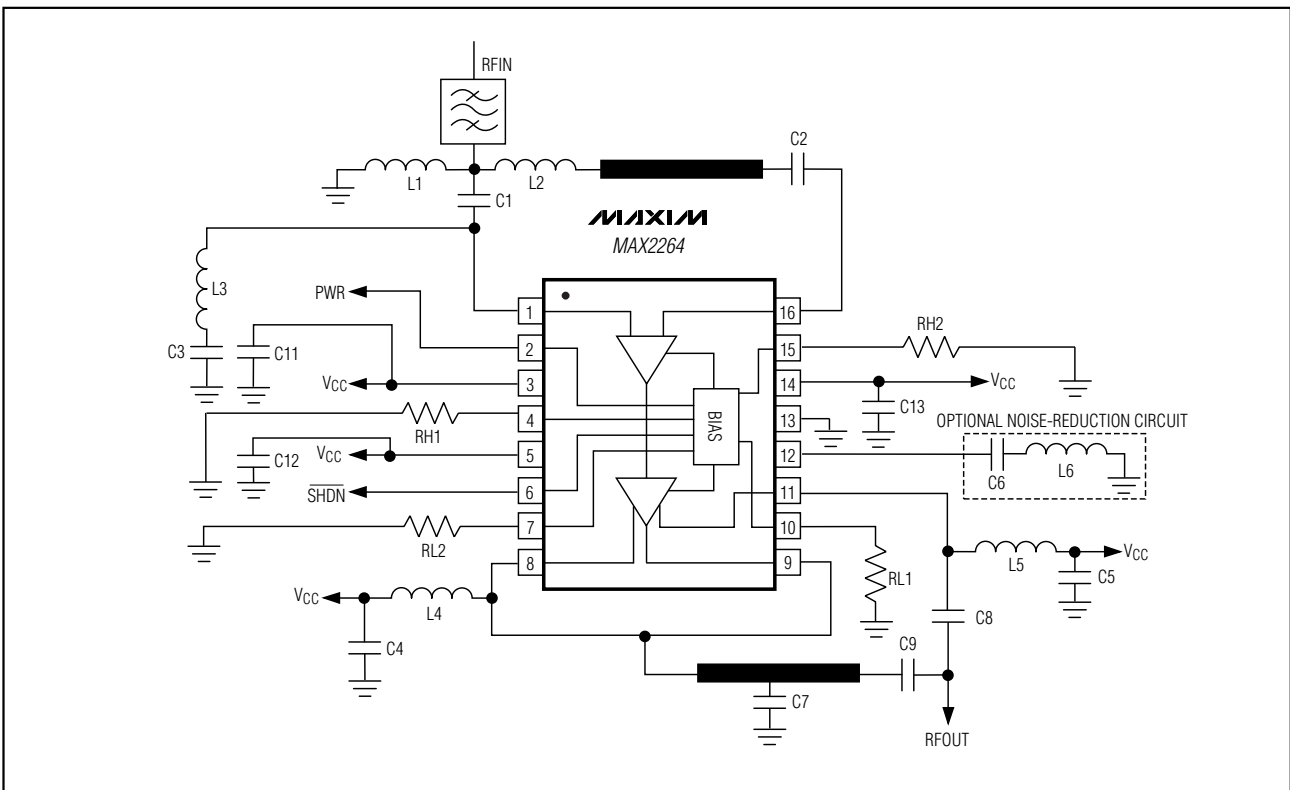 RFIN
C2
L1
L2
C1
MAXIM
MAX2264
L3
PWR
1
16
RH2
C3
C11
2
15
VCC
3
14
VCC
C13
RH1
4
BIAS
13
OPTIONAL NOISE-REDUCTION CIRCUIT
C12
VCC
5
12
C6
L6
SHDN
6
11
RL2
7
10
L5
VCC
C5
8
9
RL1
VCC
L4
C8
C4
C9
C7
RFOUT